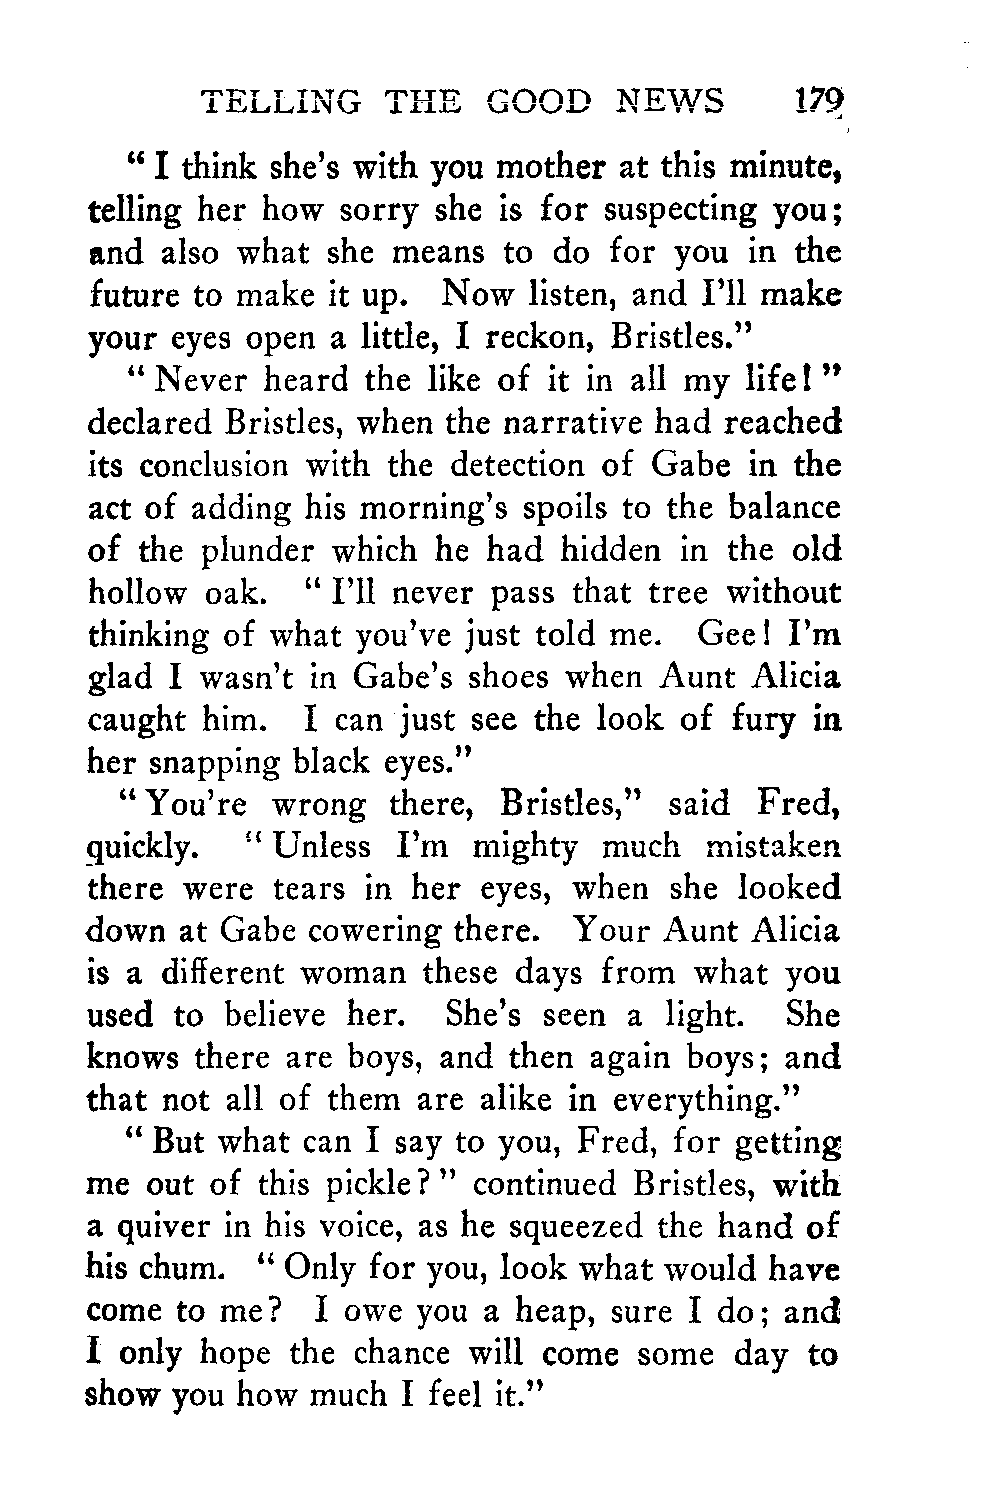 TELLING THE GOOD NEWS 179
“ I think she’s with you mother at this minute,
telling her how sorry she is for suspecting you;
and also what she means to do for you in the
future to make it up. Now listen, and I’ll make
your eyes open a little, I reckon, Bristles.”
“ Never heard the like of it in all my life! ”
declared Bristles, when the narrative had reached
its conclusion with the detection of Gabe in the
act of adding his morning’s spoils to the balance
of the plunder which he had hidden in the old
hollow oak. “ I’ll never pass that tree without
thinking of what you’ve just told me. Gee! I’m
glad I wasn’t in Gabe’s shoes when Aunt Alicia
caught him. I can just see the look of fury in
her snapping black eyes.”
“ You’re wrong there, Bristles,” said Fred,
quickly. “ Unless I’m mighty much mistaken
there were tears in her eyes, when she looked
down at Gabe cowering there. Your Aunt Alicia
is a different woman these days from what you
used to believe her. She’s seen a light. She
knows there are boys, and then again boys; and
that not all of them are alike in everything.”
“ But what can I say to you, Fred, for getting
me out of this pickle? ” continued Bristles, with
a quiver in his voice, as he squeezed the hand of
his chum. “ Only for you, look what would have
come to me? I owe you a heap, sure I do; and
I only hope the chance will come some day to
show you how much I feel it.”